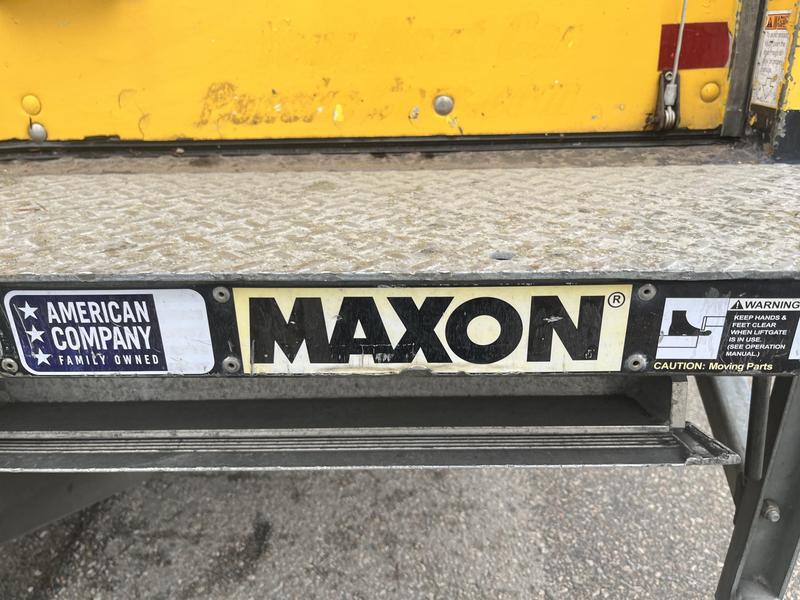 AMERICAN
COMPANY
FAMILY OWNED
MAXON®
WARNING
KEEP HANDS &
FEET CLEAR
WHEN LIFTGATE
IS IN USE.
(SEE OPERATION
MANUAL.)
CAUTION: Moving Parts